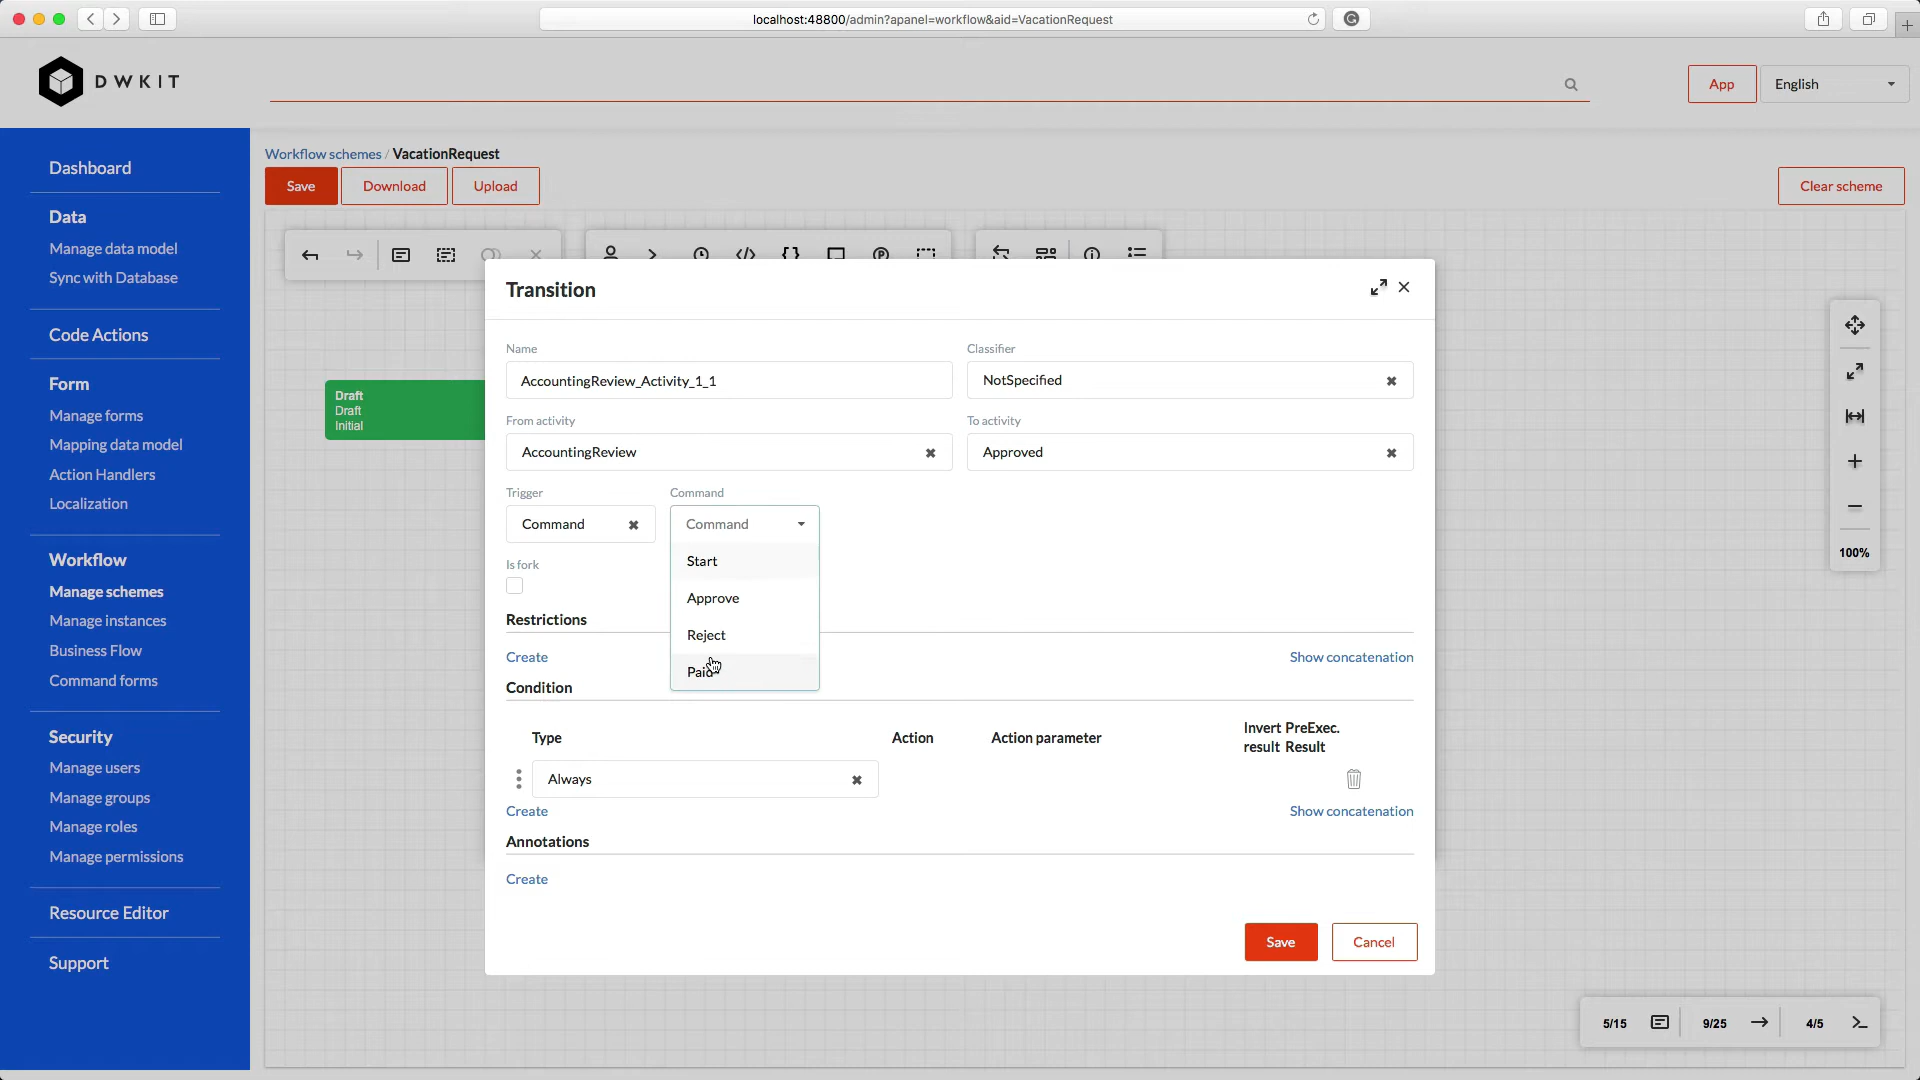 localhost:48800/admin?apanel=workflow&aid=VacationRequest
DWKIT
App
English
Dashboard
Data
Manage data model
Sync with Database
Code Actions
Form
Manage forms
Mapping data model
Action Handlers
Localization
Workflow
Manage schemes
Manage instances
Business Flow
Command forms
Security
Manage users
Manage groups
Manage roles
Manage permissions
Resource Editor
Support
Workflow schemes / VacationRequest
Save
Download
Upload
Clear scheme
Draft
Draft
Initial
Transition
Name
Classifier
AccountingReview_Activity_1_1
NotSpecified
From activity
To activity
AccountingReview
Approved
Trigger
Command
Command
Command
Start
Approve
Reject
Paid
Is fork
Restrictions
Create
Show concatenation
Condition
Type
Action
Action parameter
Invert PreExec.
result Result
Always
Create
Show concatenation
Annotations
Create
Save
Cancel
100%
5/15
9/25
4/5